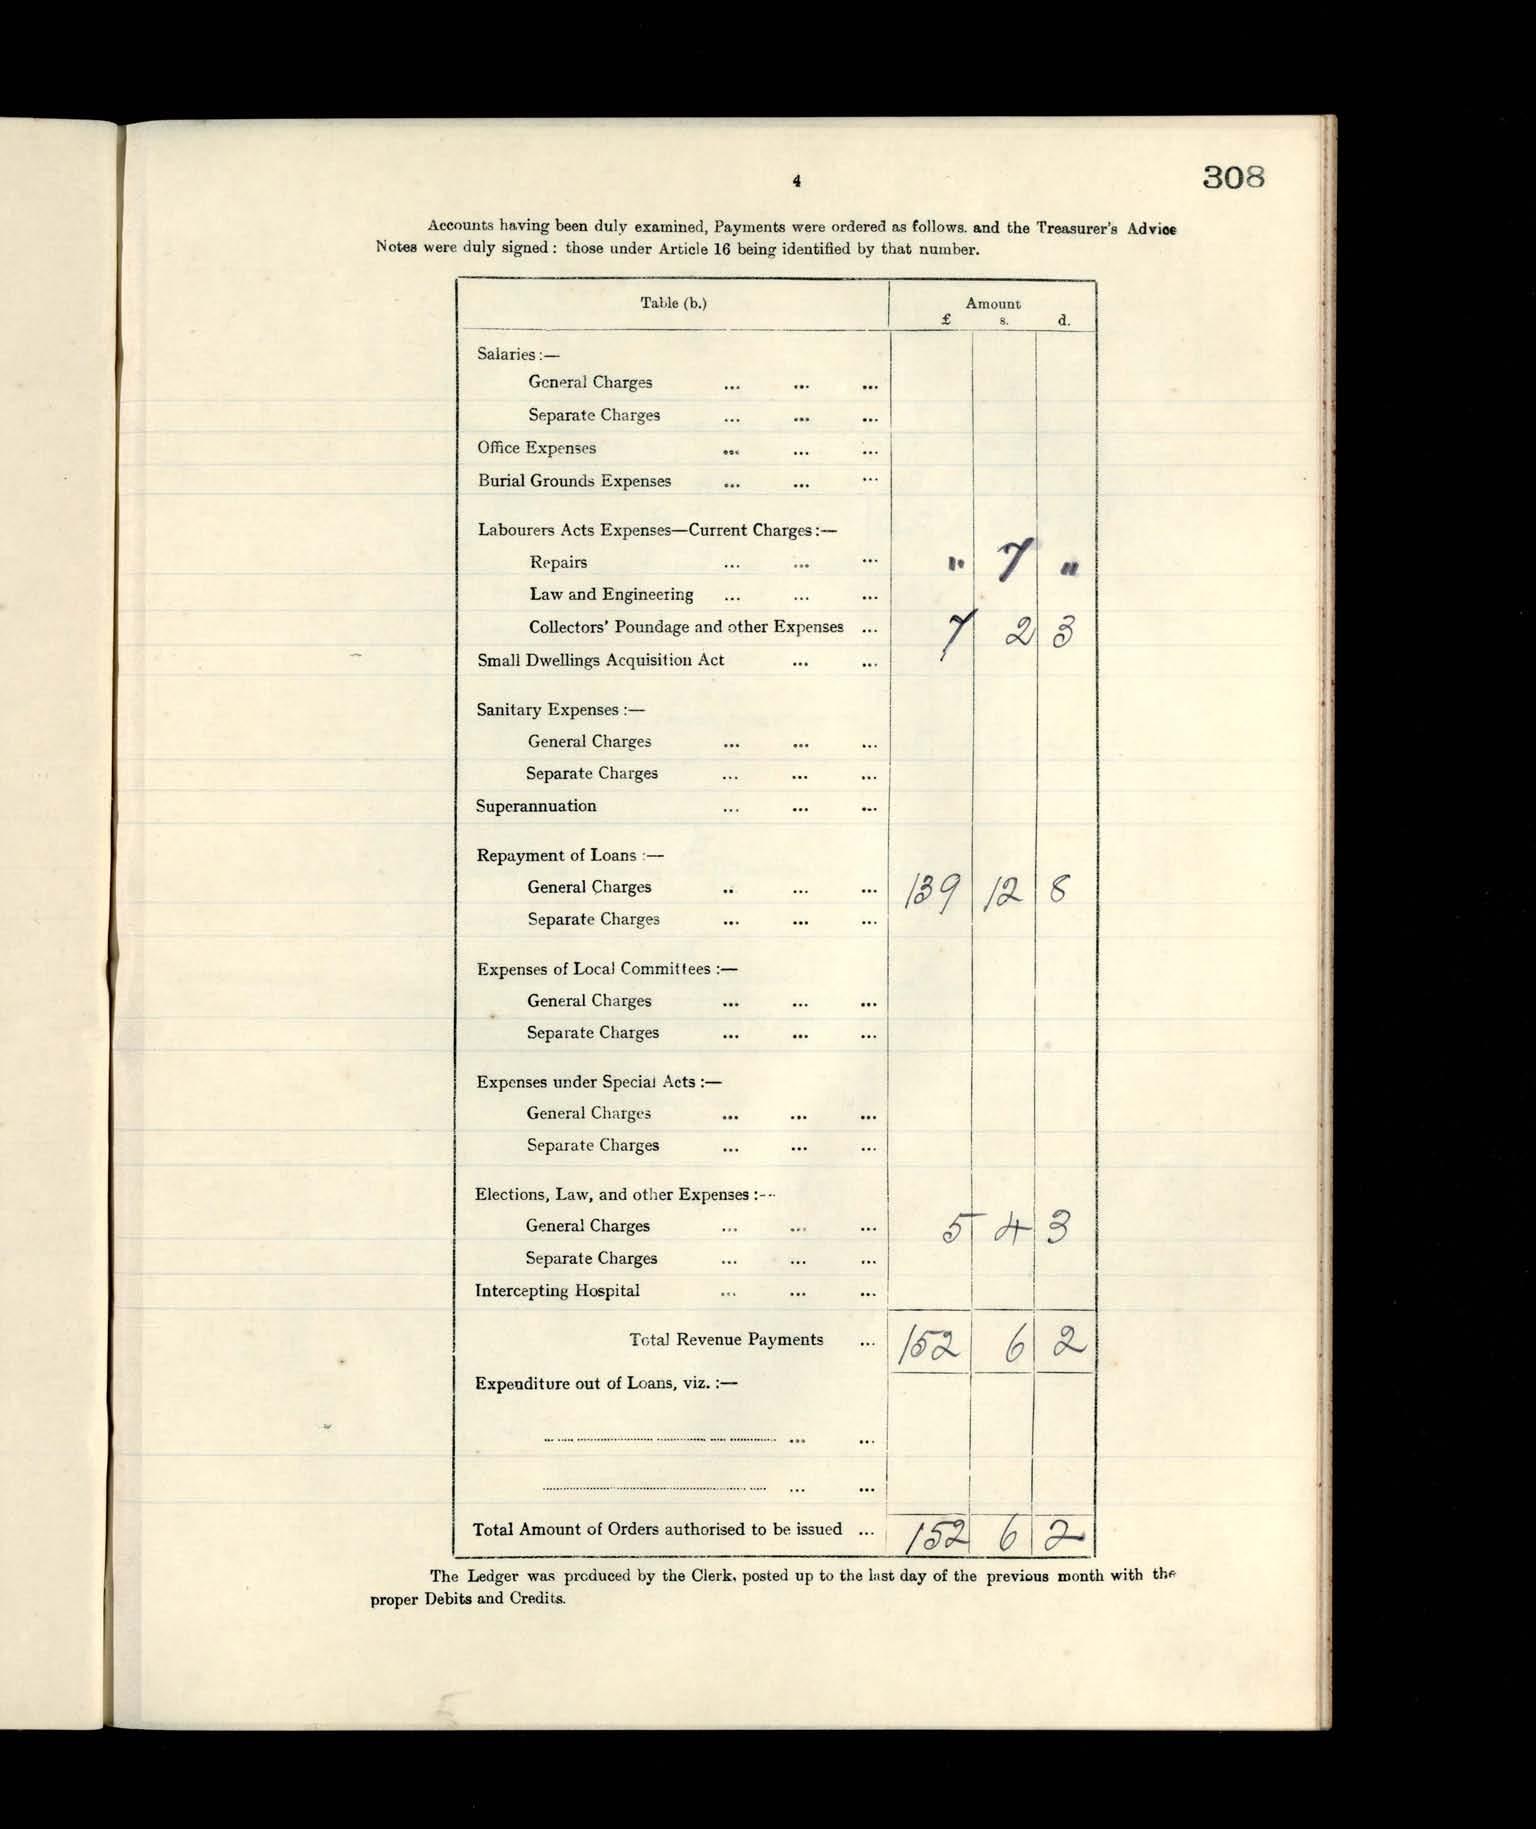 308
4
Accounts having been duly examined, Payments were ordered as follows. and the Treasurer's Advice
Notes were duly signed : those under Article 16 being identified by that number.
Table (b.) Amount
£ s. d.
Salaries :—
General Charges ... ... ...
Separate Charges ... ... ...
Office Expenses ... ... ...
Burial Grounds Expenses ... ... ...
Labourers Acts Expenses—Current Charges :—
Repairs ... ... ... " 7 "
Law and Engineering ... ... ...
Collectors' Poundage and other Expenses ... 7 2 3
Small Dwellings Acquisition Act ... ...
Sanitary Expenses :—
General Charges ... ... ...
Separate Charges ... ... ...
Superannuation ... ... ...
Repayment of Loans :—
General Charges .. ... ... 139 12 8
Separate Charges ... ... ...
Expenses of Local Committees :—
General Charges ... ... ...
Separate Charges ... ... ...
Expenses under Special Acts :—
General Charges ... ... ...
Separate Charges ... ... ...
Elections, Law, and other Expenses :--
General Charges ... ... ... 5 4 3
Separate Charges ... ... ...
Intercepting Hospital ... ... ...
Total Revenue Payments ... 152 6 2
Expenditure out of Loans, viz. :—
... ...
... ...
Total Amount of Orders authorised to be issued ... 152 6 2
The Ledger was produced by the Clerk, posted up to the last day of the previous month with the
proper Debits and Credits.